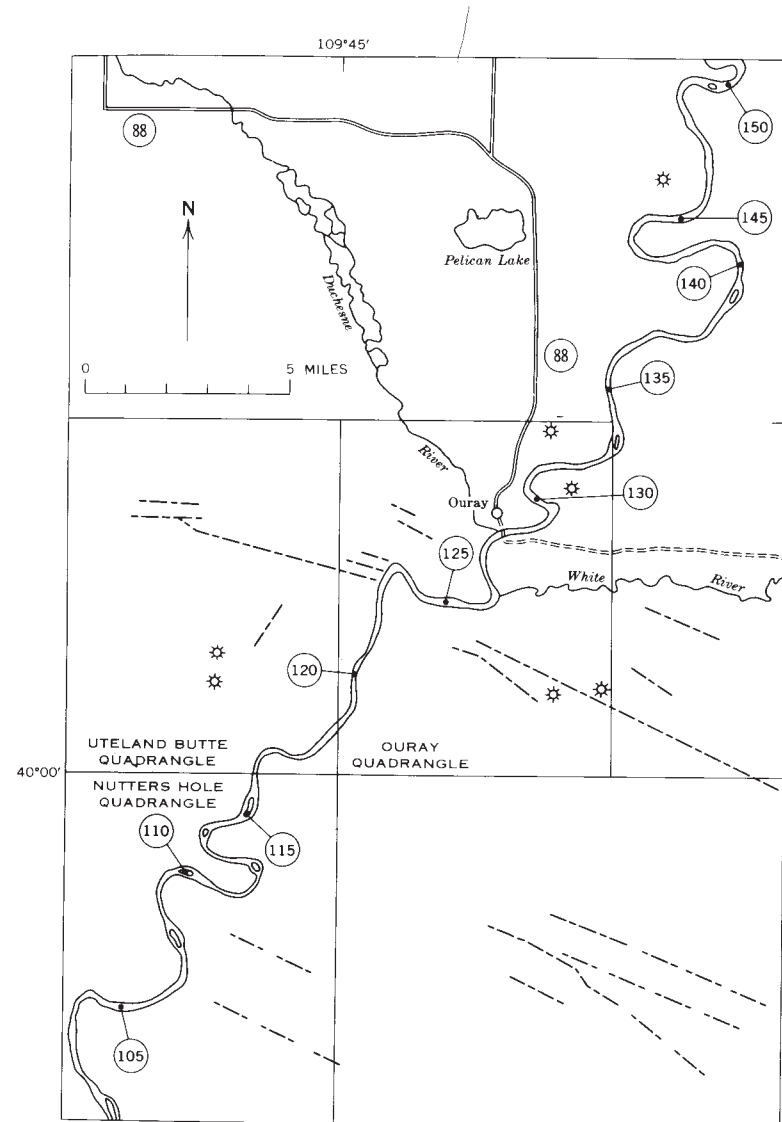 109°45'
88
150
N
145
Pelican Lake
140
Duchesne
88
0 5 MILES
135
River
Ouray
130
125
White River
120
UTELAND BUTTE
QUADRANGLE
OURAY
QUADRANGLE
40°00'
NUTTERS HOLE
QUADRANGLE
110
115
105